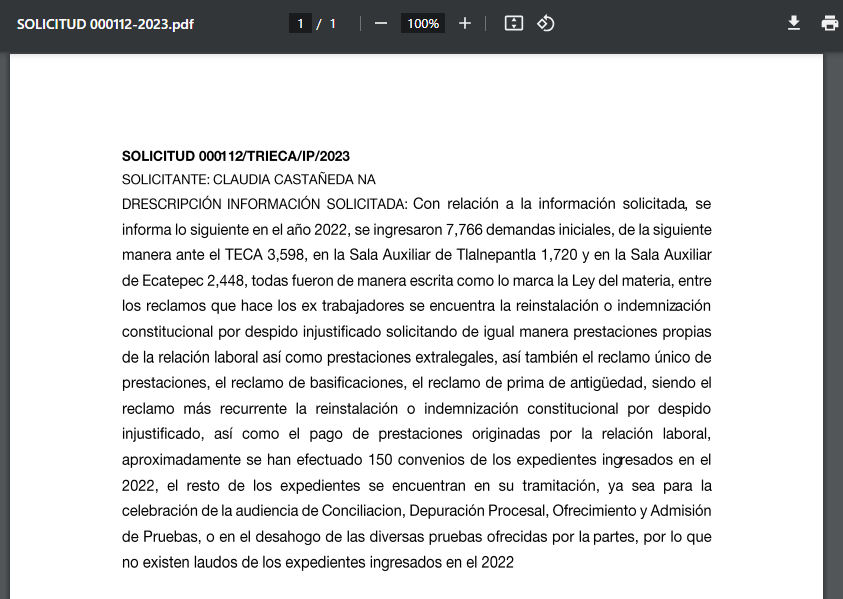 SOLICITUD 000112-2023.pdf
1 / 1
100%
SOLICITUD 000112/TRIECA/IP/2023
SOLICITANTE: CLAUDIA CASTAÑEDA NA
DRESCRIPCIÓN INFORMACIÓN SOLICITADA: Con relación a la información solicitada, se
informa lo siguiente en el año 2022, se ingresaron 7,766 demandas iniciales, de la siguiente
manera ante el TECA 3,598, en la Sala Auxiliar de Tlalnepantla 1,720 y en la Sala Auxiliar
de Ecatepec 2,448, todas fueron de manera escrita como lo marca la Ley del materia, entre
los reclamos que hace los ex trabajadores se encuentra la reinstalación o indemnización
constitucional por despido injustificado solicitando de igual manera prestaciones propias
de la relación laboral así como prestaciones extralegales, así también el reclamo único de
prestaciones, el reclamo de basificaciones, el reclamo de prima de antigüedad, siendo el
reclamo más recurrente la reinstalación o indemnización constitucional por despido
injustificado, así como el pago de prestaciones originadas por la relación laboral,
aproximadamente se han efectuado 150 convenios de los expedientes ingresados en el
2022, el resto de los expedientes se encuentran en su tramitación, ya sea para la
celebración de la audiencia de Conciliacion, Depuración Procesal, Ofrecimiento y Admisión
de Pruebas, o en el desahogo de las diversas pruebas ofrecidas por la partes, por lo que
no existen laudos de los expedientes ingresados en el 2022